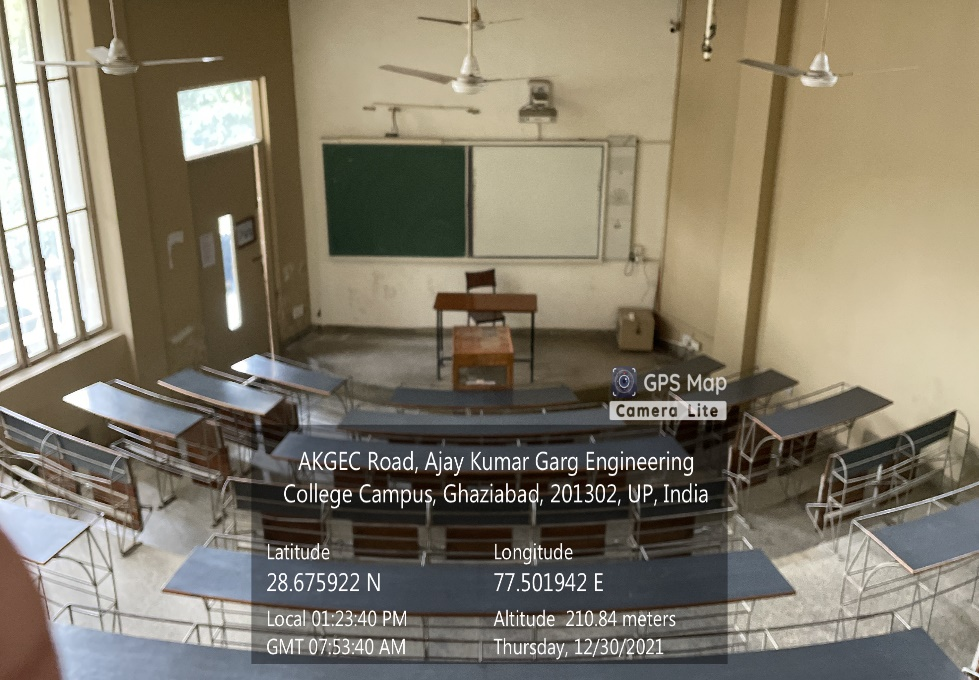 GPS Map
Camera Lite
AKGEC Road, Ajay Kumar Garg Engineering
College Campus, Ghaziabad, 201302, UP, India
Latitude
28.675922 N
Longitude
77.501942 E
Local 01:23:40 PM
GMT 07:53:40 AM
Altitude 210.84 meters
Thursday, 12/30/2021